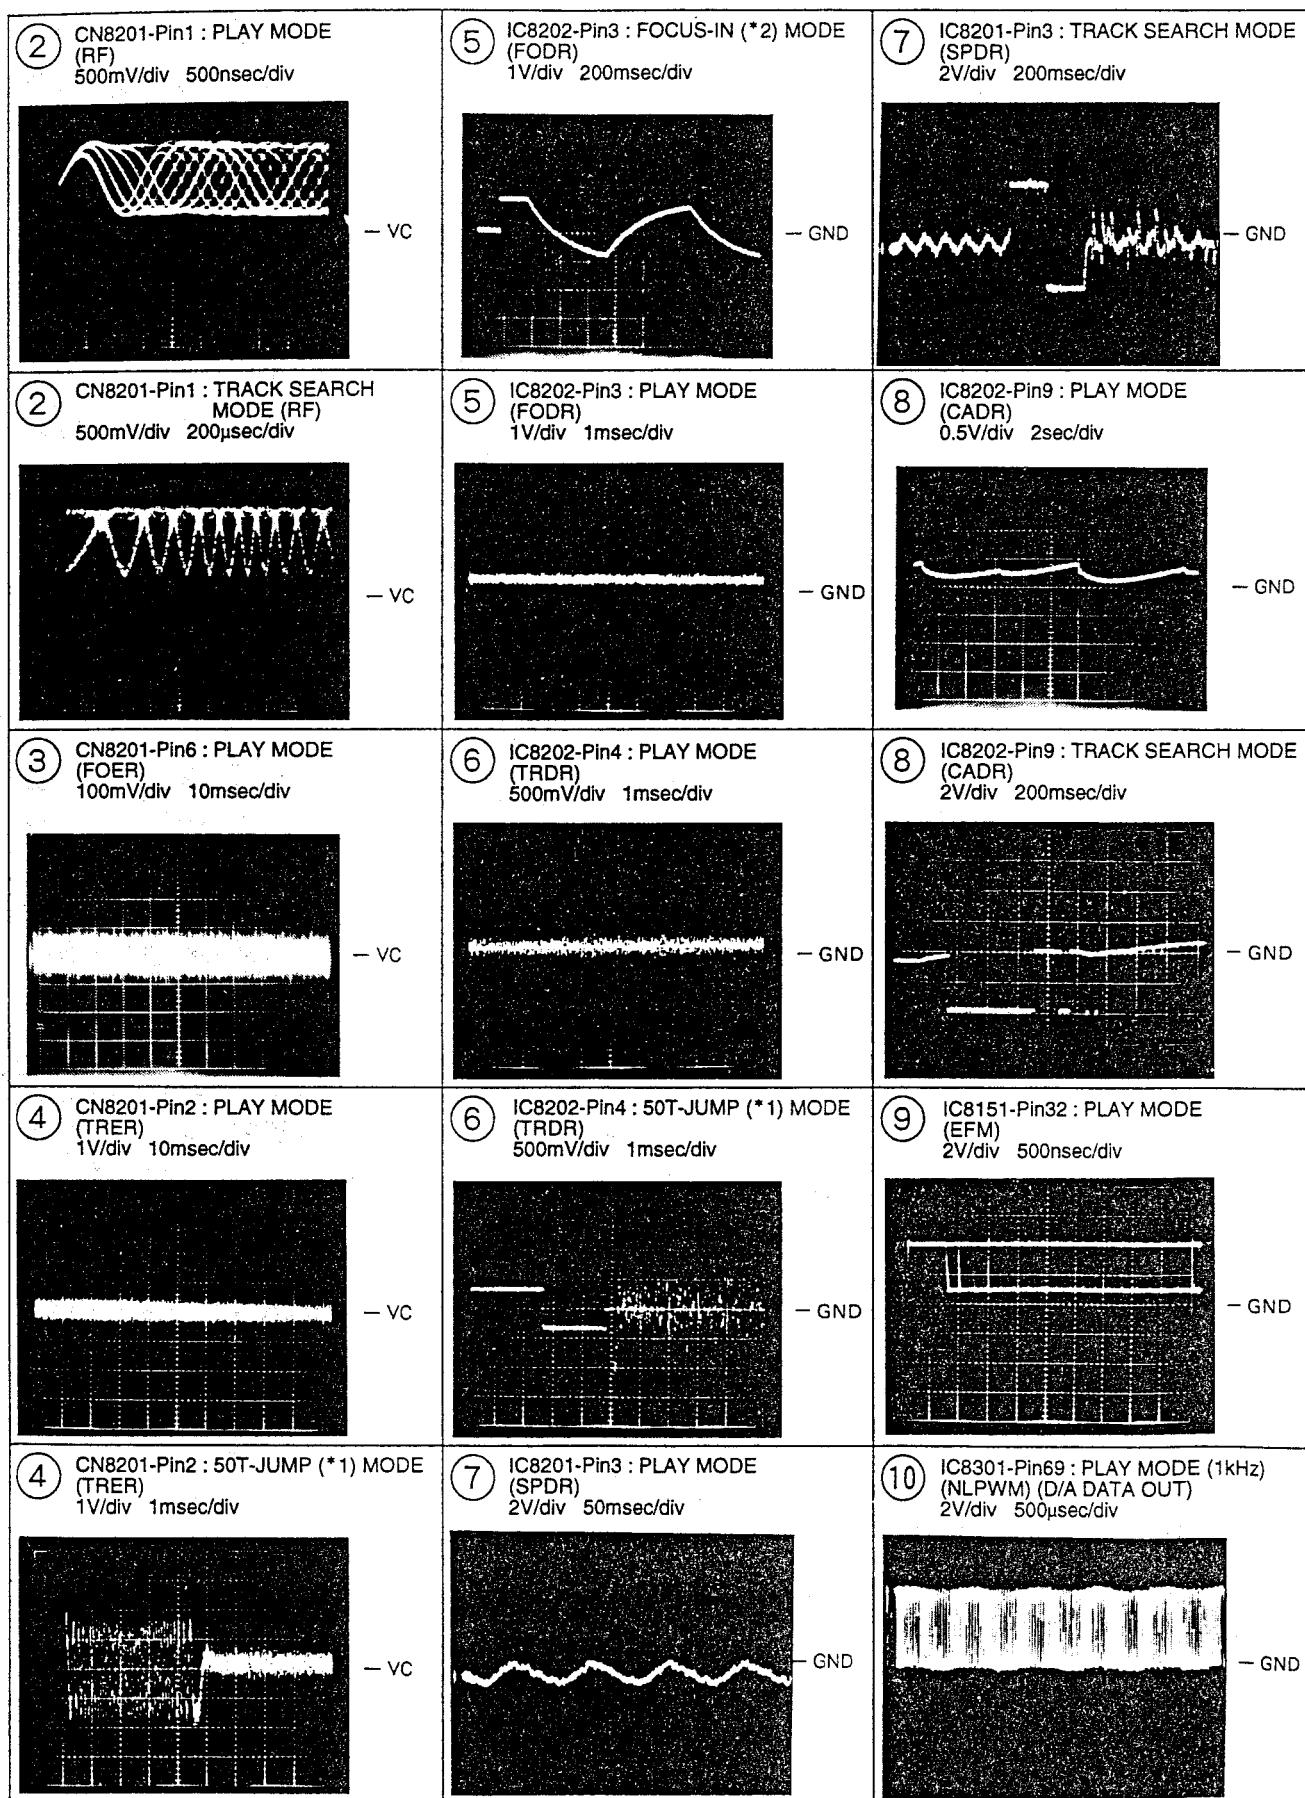 2 CN8201-Pin1 : PLAY MODE
(RF)
500mV/div 500nsec/div
— VC
2 CN8201-Pin1 : TRACK SEARCH
MODE (RF)
500mV/div 200µsec/div
— VC
3 CN8201-Pin6 : PLAY MODE
(FOER)
100mV/div 10msec/div
— VC
4 CN8201-Pin2 : PLAY MODE
(TRER)
1V/div 10msec/div
— VC
4 CN8201-Pin2 : 50T-JUMP (*1) MODE
(TRER)
1V/div 1msec/div
— VC
5 IC8202-Pin3 : FOCUS-IN (*2) MODE
(FODR)
1V/div 200msec/div
— GND
5 IC8202-Pin3 : PLAY MODE
(FODR)
1V/div 1msec/div
— GND
6 IC8202-Pin4 : PLAY MODE
(TRDR)
500mV/div 1msec/div
— GND
6 IC8202-Pin4 : 50T-JUMP (*1) MODE
(TRDR)
500mV/div 1msec/div
— GND
7 IC8201-Pin3 : PLAY MODE
(SPDR)
2V/div 50msec/div
— GND
7 IC8201-Pin3 : TRACK SEARCH MODE
(SPDR)
2V/div 200msec/div
— GND
8 IC8202-Pin9 : PLAY MODE
(CADR)
0.5V/div 2sec/div
— GND
8 IC8202-Pin9 : TRACK SEARCH MODE
(CADR)
2V/div 200msec/div
— GND
9 IC8151-Pin32 : PLAY MODE
(EFM)
2V/div 500nsec/div
— GND
10 IC8301-Pin69 : PLAY MODE (1kHz)
(NLPWM) (D/A DATA OUT)
2V/div 500µsec/div
— GND